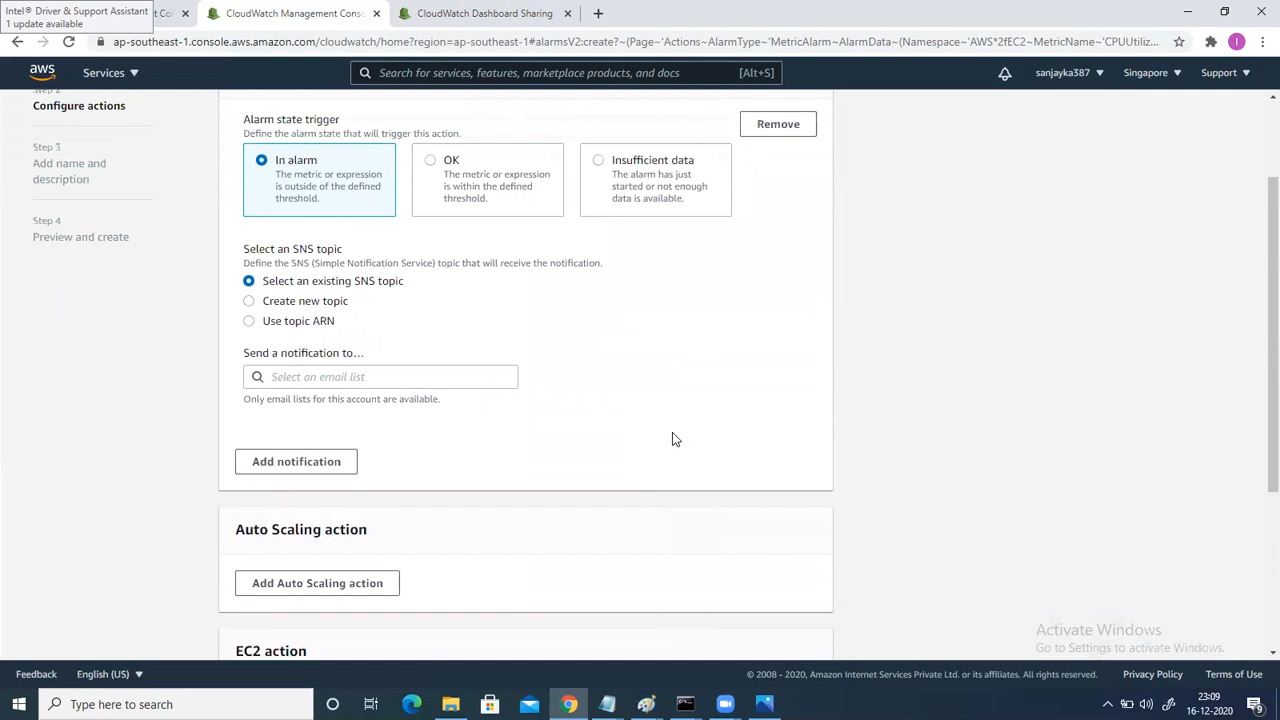 Intel® Driver & Support Assistant
1 update available
CloudWatch Management Conso
CloudWatch Dashboard Sharing
ap-southeast-1.console.aws.amazon.com/cloudwatch/home?region=ap-southeast-1#alarmsV2:create?~(Page~'Actions~AlarmType~'MetricAlarm~AlarmData~(Namespace~'AWS*2fEC2~MetricName~'CPUUtiliz...
aws
Services
Search for services, features, marketplace products, and docs
[Alt+S]
sanjayka387
Singapore
Support
Step 2
Configure actions
Step 3
Add name and
description
Step 4
Preview and create
Alarm state trigger
Define the alarm state that will trigger this action.
Remove
In alarm
The metric or expression
is outside of the defined
threshold.
OK
The metric or expression
is within the defined
threshold.
Insufficient data
The alarm has just
started or not enough
data is available.
Select an SNS topic
Define the SNS (Simple Notification Service) topic that will receive the notification.
Select an existing SNS topic
Create new topic
Use topic ARN
Send a notification to…
Select an email list
Only email lists for this account are available.
Add notification
Auto Scaling action
Add Auto Scaling action
EC2 action
Activate Windows
Go to Settings to activate Windows.
Feedback
English (US)
© 2008 - 2020, Amazon Internet Services Private Ltd. or its affiliates. All rights reserved.
Privacy Policy
Terms of Use
Type here to search
23:09
16-12-2020